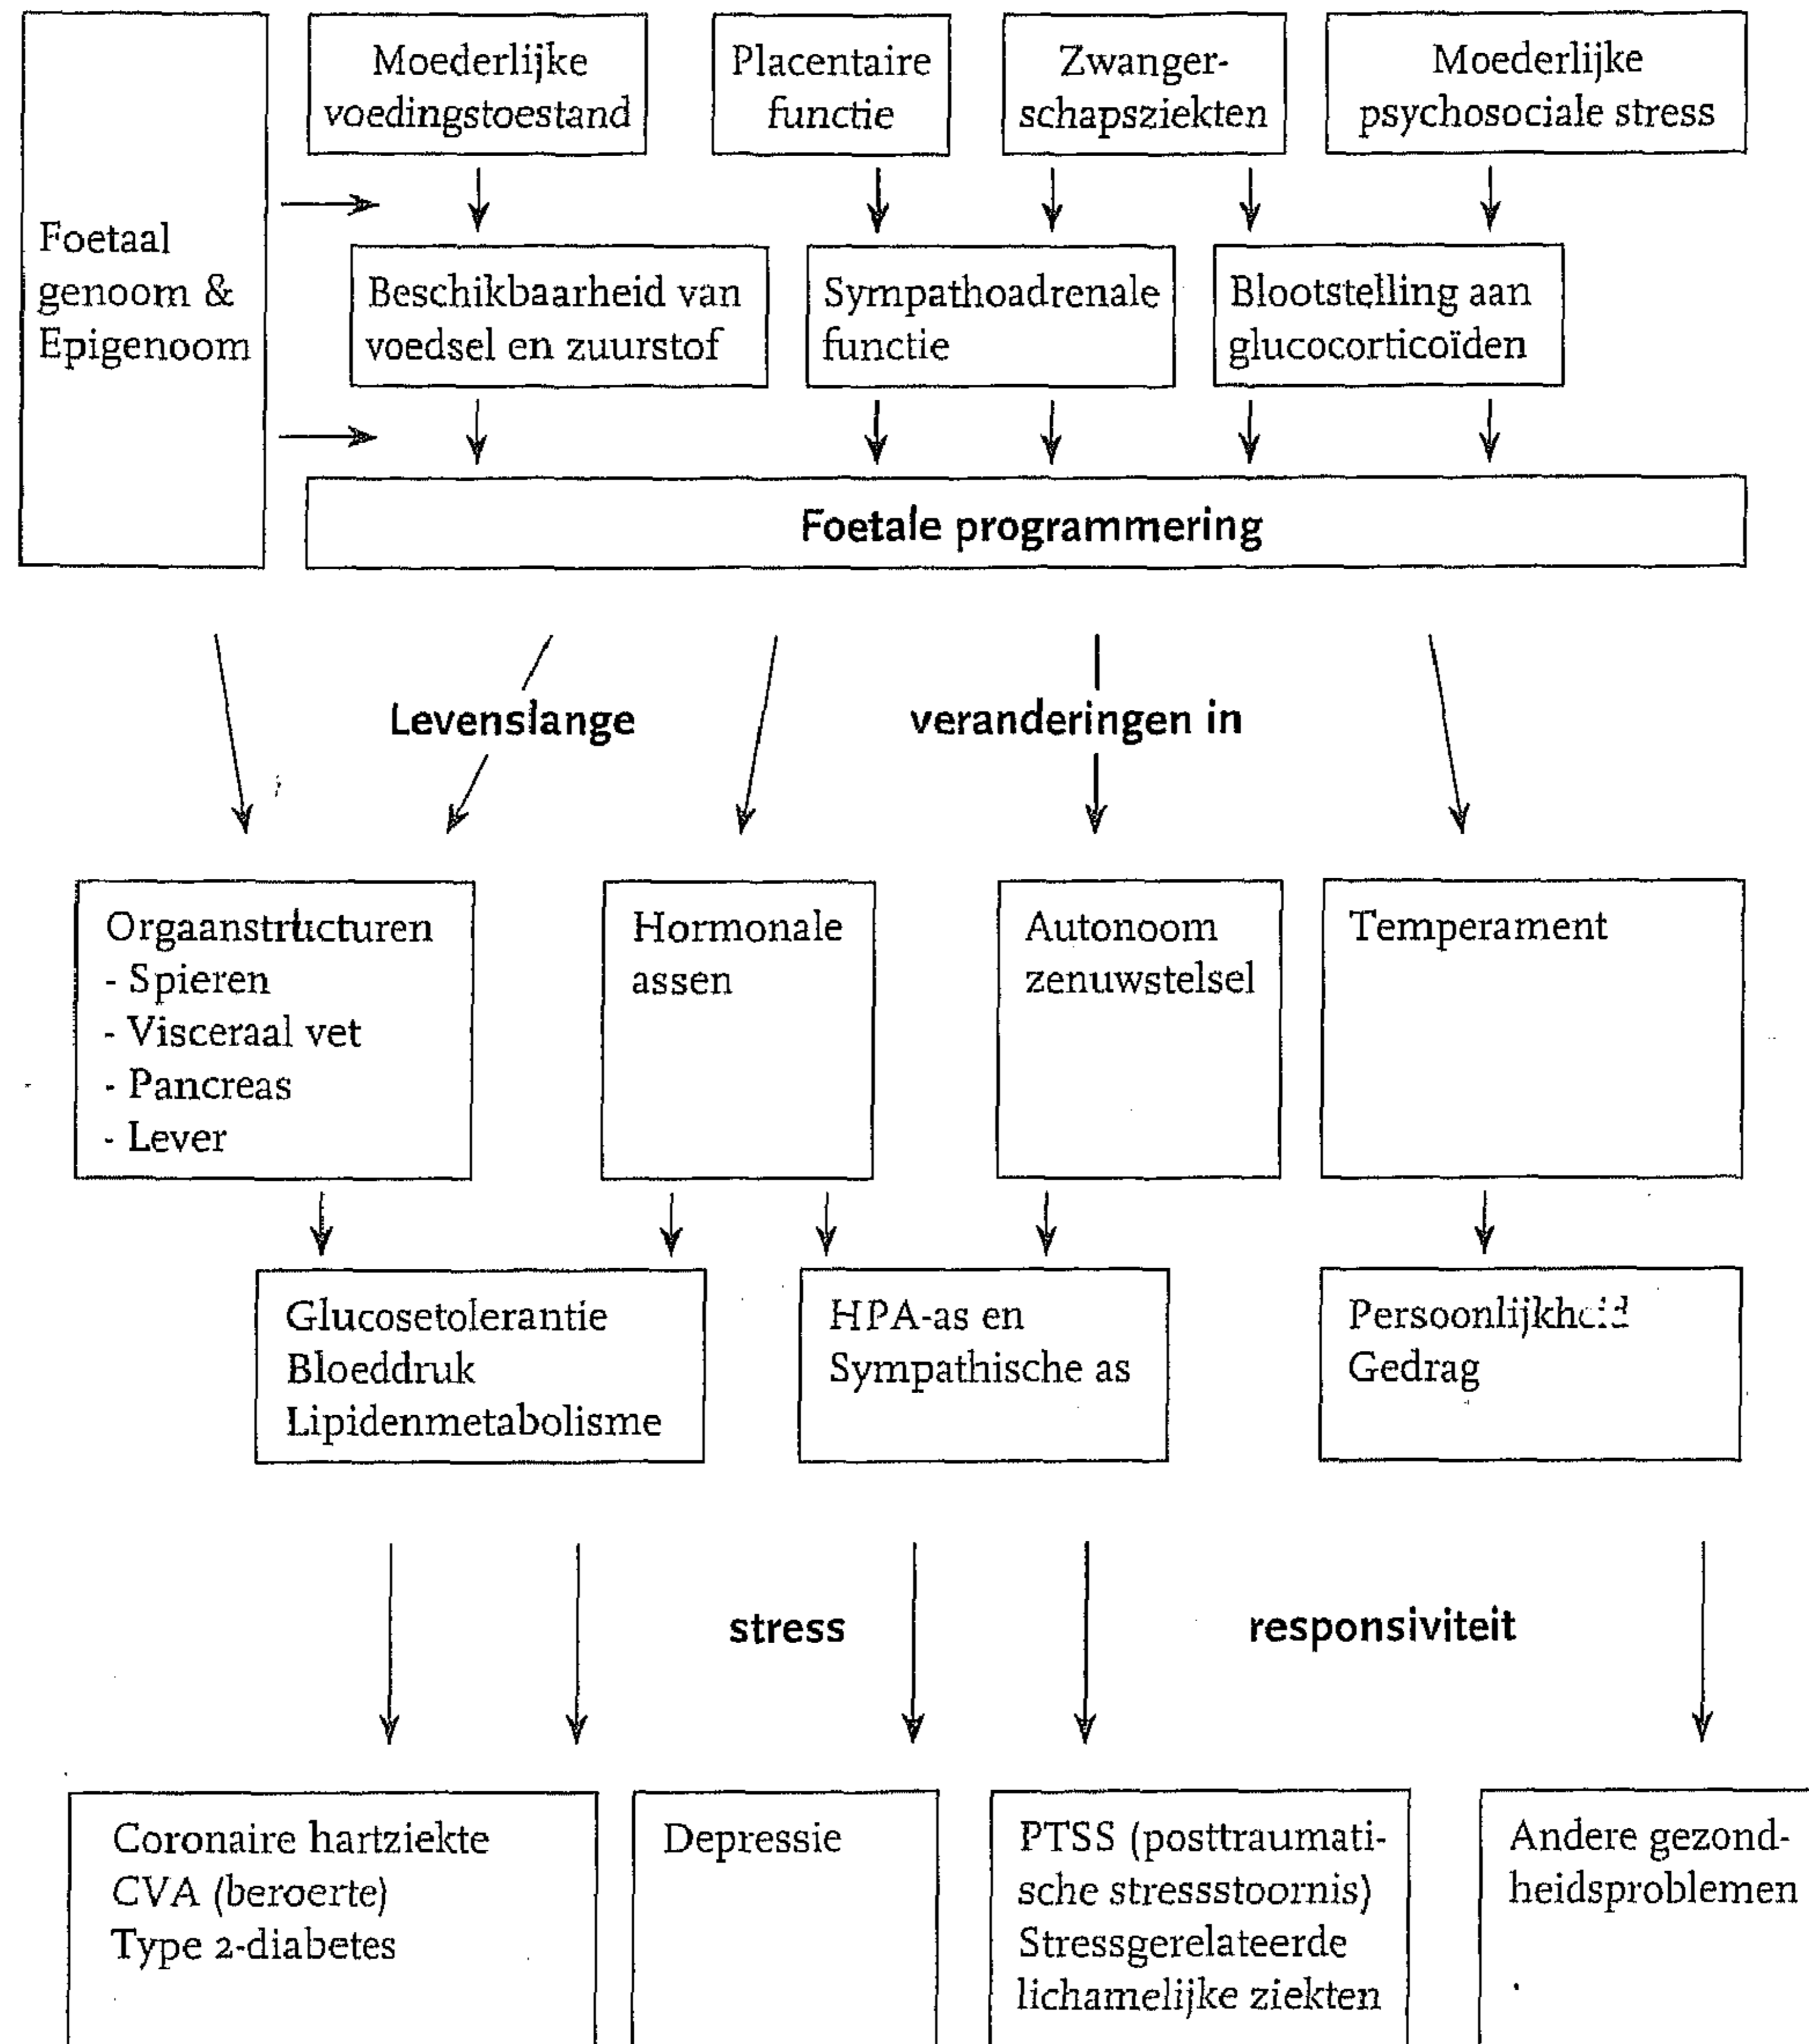 Moederlijke
voedingstoestand
Placentaire
functie
Zwanger-
schapsziekten
Moederlijke
psychosociale stress
Foetaal
genoom &
Epigenoom
Beschikbaarheid van
voedsel en zuurstof
Sympathoadrenale
functie
Blootstelling aan
glucocorticoïden
Foetale programmering
Levenslange veranderingen in
Orgaanstructuren
- Spieren
- Visceraal vet
- Pancreas
- Lever
Hormonale
assen
Autonoom
zenuwstelsel
Temperament
Glucosetolerantie
Bloeddruk
Lipidenmetabolisme
HPA-as en
Sympathische as
Persoonlijkheid
Gedrag
stress responsiviteit
Coronaire hartziekte
CVA (beroerte)
Type 2-diabetes
Depressie
PTSS (posttraumati-
sche stressstoornis)
Stressgerelateerde
lichamelijke ziekten
Andere gezond-
heidsproblemen